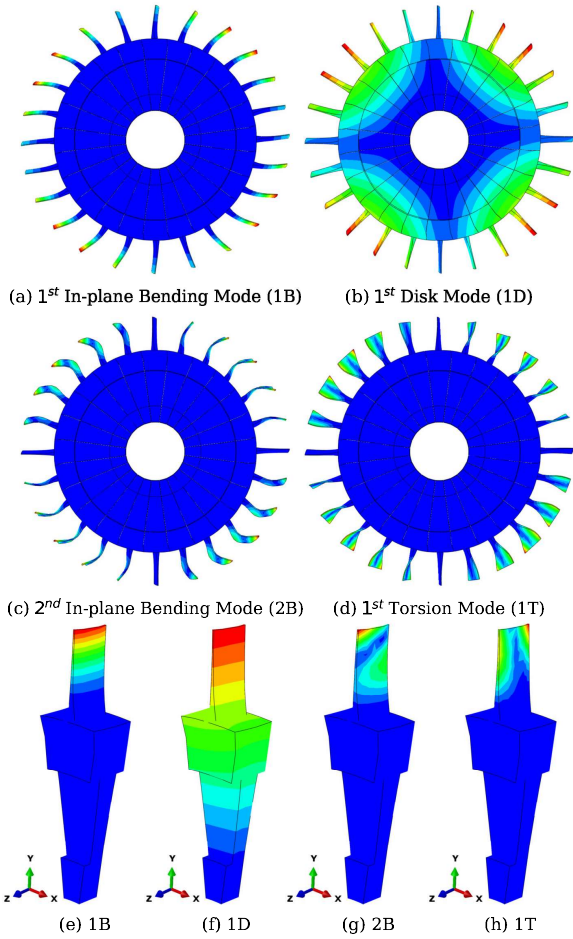 (a) 1st In-plane Bending Mode (1B)
(b) 1st Disk Mode (1D)
(c) 2nd In-plane Bending Mode (2B)
(d) 1st Torsion Mode (1T)
Y
Z X
Y
Z X
Y
Z X
Y
Z X
(e) 1B
(f) 1D
(g) 2B
(h) 1T